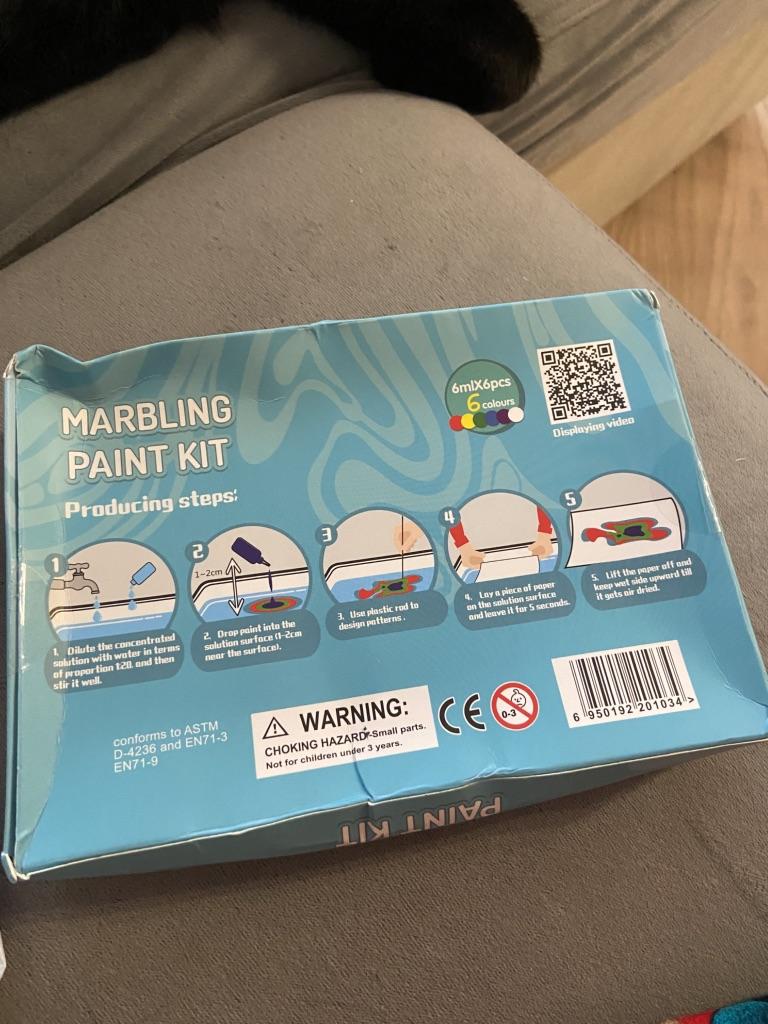 MARBLING
PAINT KIT
6mlX6pcs
6 colours
Displaying video
Producing steps:
1
1. Dilute the concentrated
solution with water in terms
of proportion 1:20. and then
stir it well.
2
1~2cm
2. Drop paint into the
solution surface (1-2cm
near the surface).
3
3. Use plastic rod to
design patterns .
4
4. Lay a piece of paper
on the solution surface
and leave it for 5 seconds.
5
5. Lift the paper off and
keep wet side upward till
it gets air dried.
conforms to ASTM
D-4236 and EN71-3
EN71-9
WARNING:
CHOKING HAZARD-Small parts.
Not for children under 3 years.
CE
0-3
6 950192 201034 >
PAINT KIT